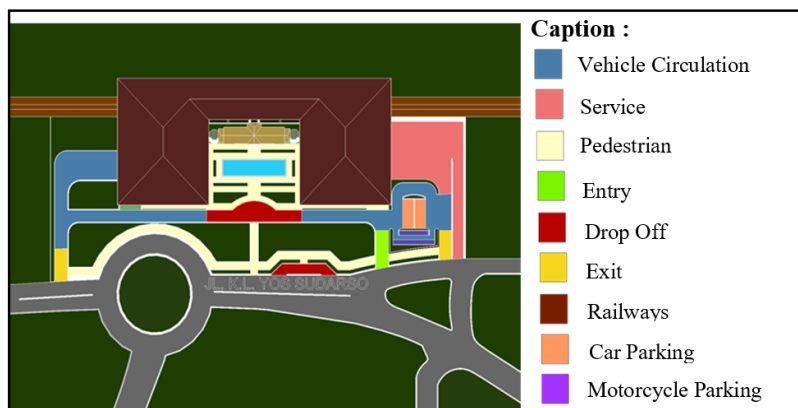 Caption :
Vehicle Circulation
Service
Pedestrian
Entry
Drop Off
Exit
Railways
Car Parking
Motorcycle Parking
JL. K.L. YOS SUDARSO